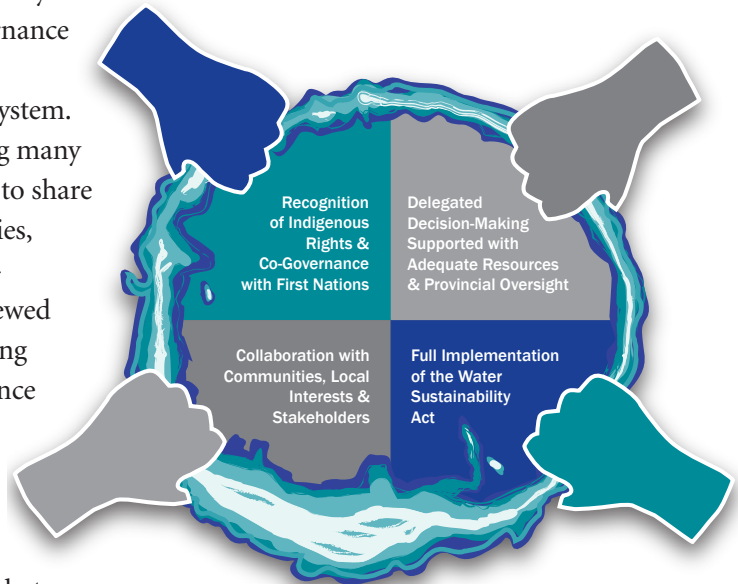 rnance
ystem.
g many
to share
ies,
ewed
ng
nce
Recognition
of Indigenous
Rights &
Co-Governance
with First Nations
Delegated
Decision-Making
Supported with
Adequate Resources
& Provincial Oversight
Collaboration with
Communities, Local
Interests &
Stakeholders
Full Implementation
of the Water
Sustainability
Act